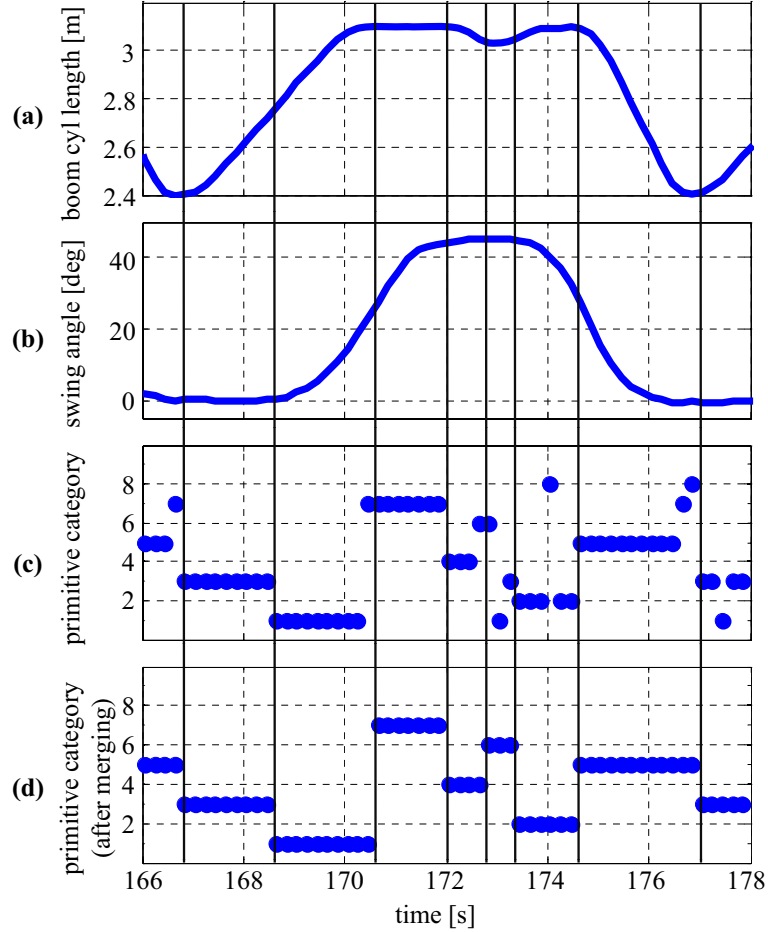 (a)
boom cyl length [m]
3
2.8
2.6
2.4
(b)
swing angle [deg]
40
20
0
(c)
primitive category
8
6
4
2
(d)
primitive category
(after merging)
8
6
4
2
166 168 170 172 174 176 178
time [s]